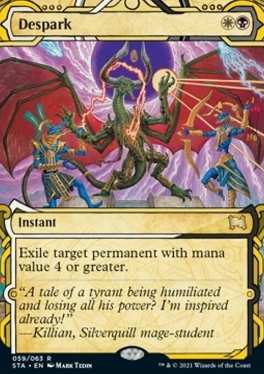 Despark
Instant
Exile target permanent with mana
value 4 or greater.
"A tale of a tyrant being humiliated
and losing all his power? I'm inspired
already!"
—Killian, Silverquill mage-student
059/063 R
STA • EN Mark Tedin
™ & © 2021 Wizards of the Coast